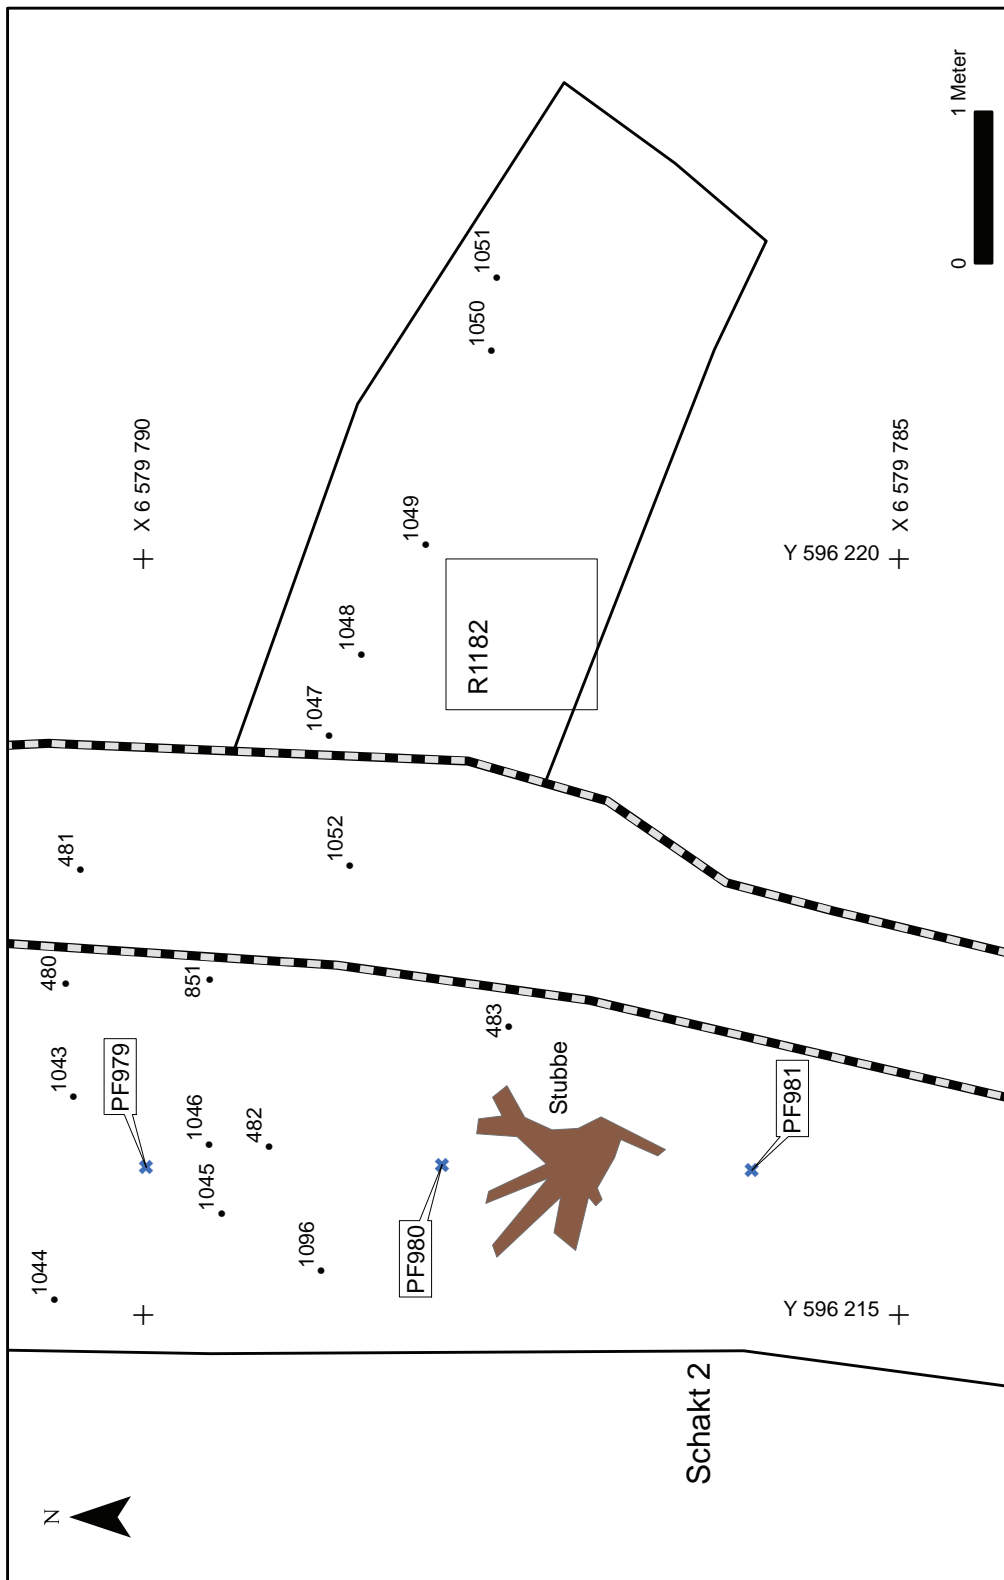 1 Meter
0
1051
1050
X 6 579 790
X 6 579 785
1049
Y 596 220
1048
R1182
1047
481
1052
480
851
483
1043
PF979
Stubbe
PF981
1046
482
1045
PF980
1096
1044
Y 596 215
Schakt 2
N